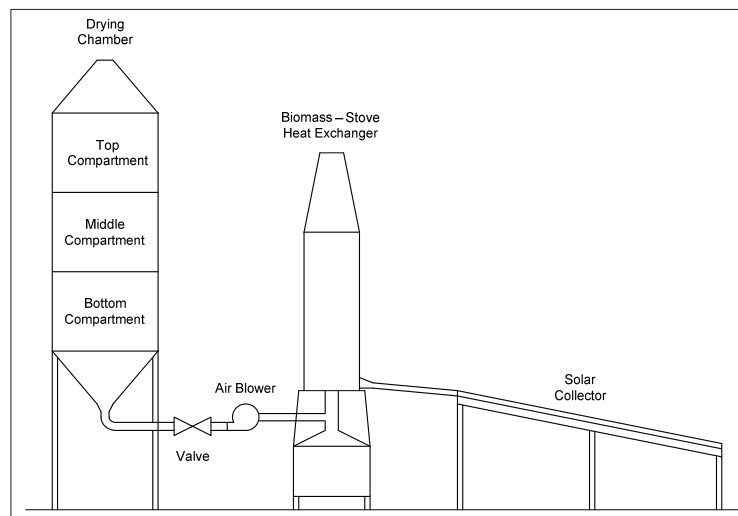 Drying
Chamber
Top
Compartment
Middle
Compartment
Bottom
Compartment
Biomass – Stove
Heat Exchanger
Air Blower
Valve
Solar
Collector